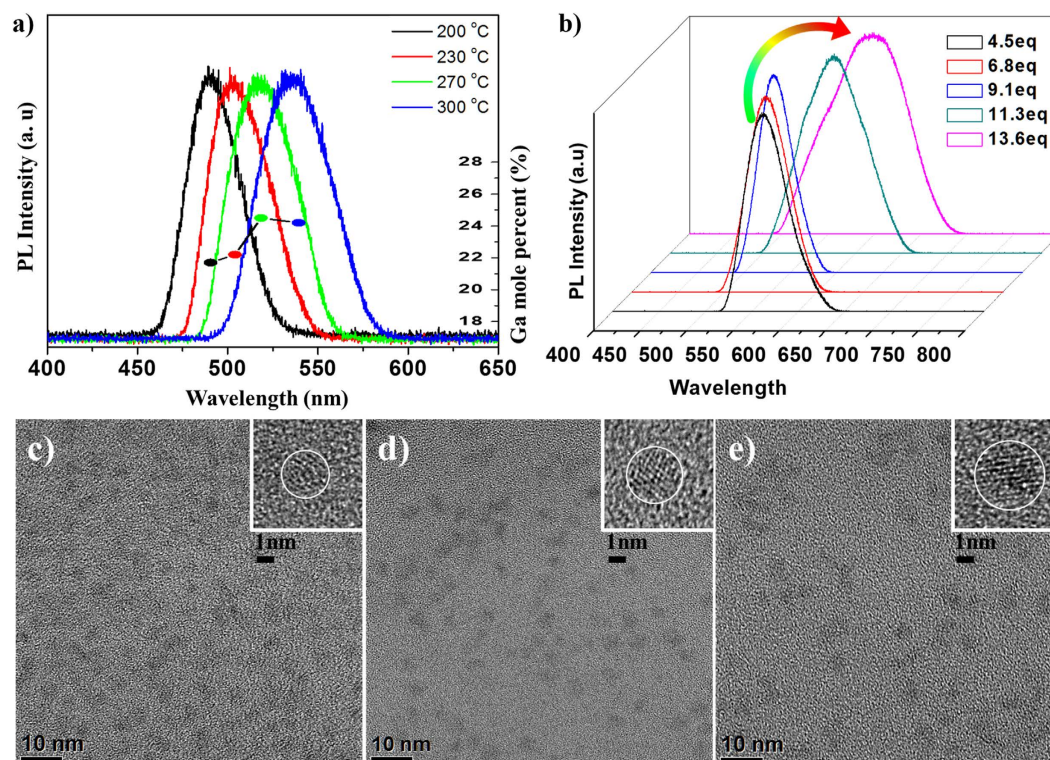 a)
200 °C
230 °C
270 °C
300 °C
PL Intensity (a. u)
Ga mole percent (%)
28
26
24
22
20
18
400 450 500 550 600 650
Wavelength (nm)
b)
4.5eq
6.8eq
9.1eq
11.3eq
13.6eq
PL Intensity (a.u)
400 450 500 550 600 650 700 750 800
Wavelength
c)
1nm
10 nm
d)
1nm
10 nm
e)
1nm
10 nm